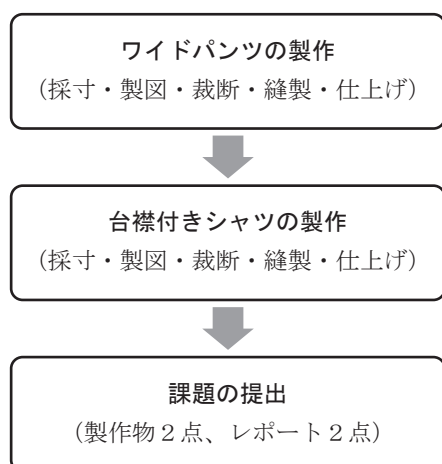 ワイドパンツの製作
（採寸・製図・裁断・縫製・仕上げ）
台襟付きシャツの製作
（採寸・製図・裁断・縫製・仕上げ）
課題の提出
（製作物２点、レポート２点）